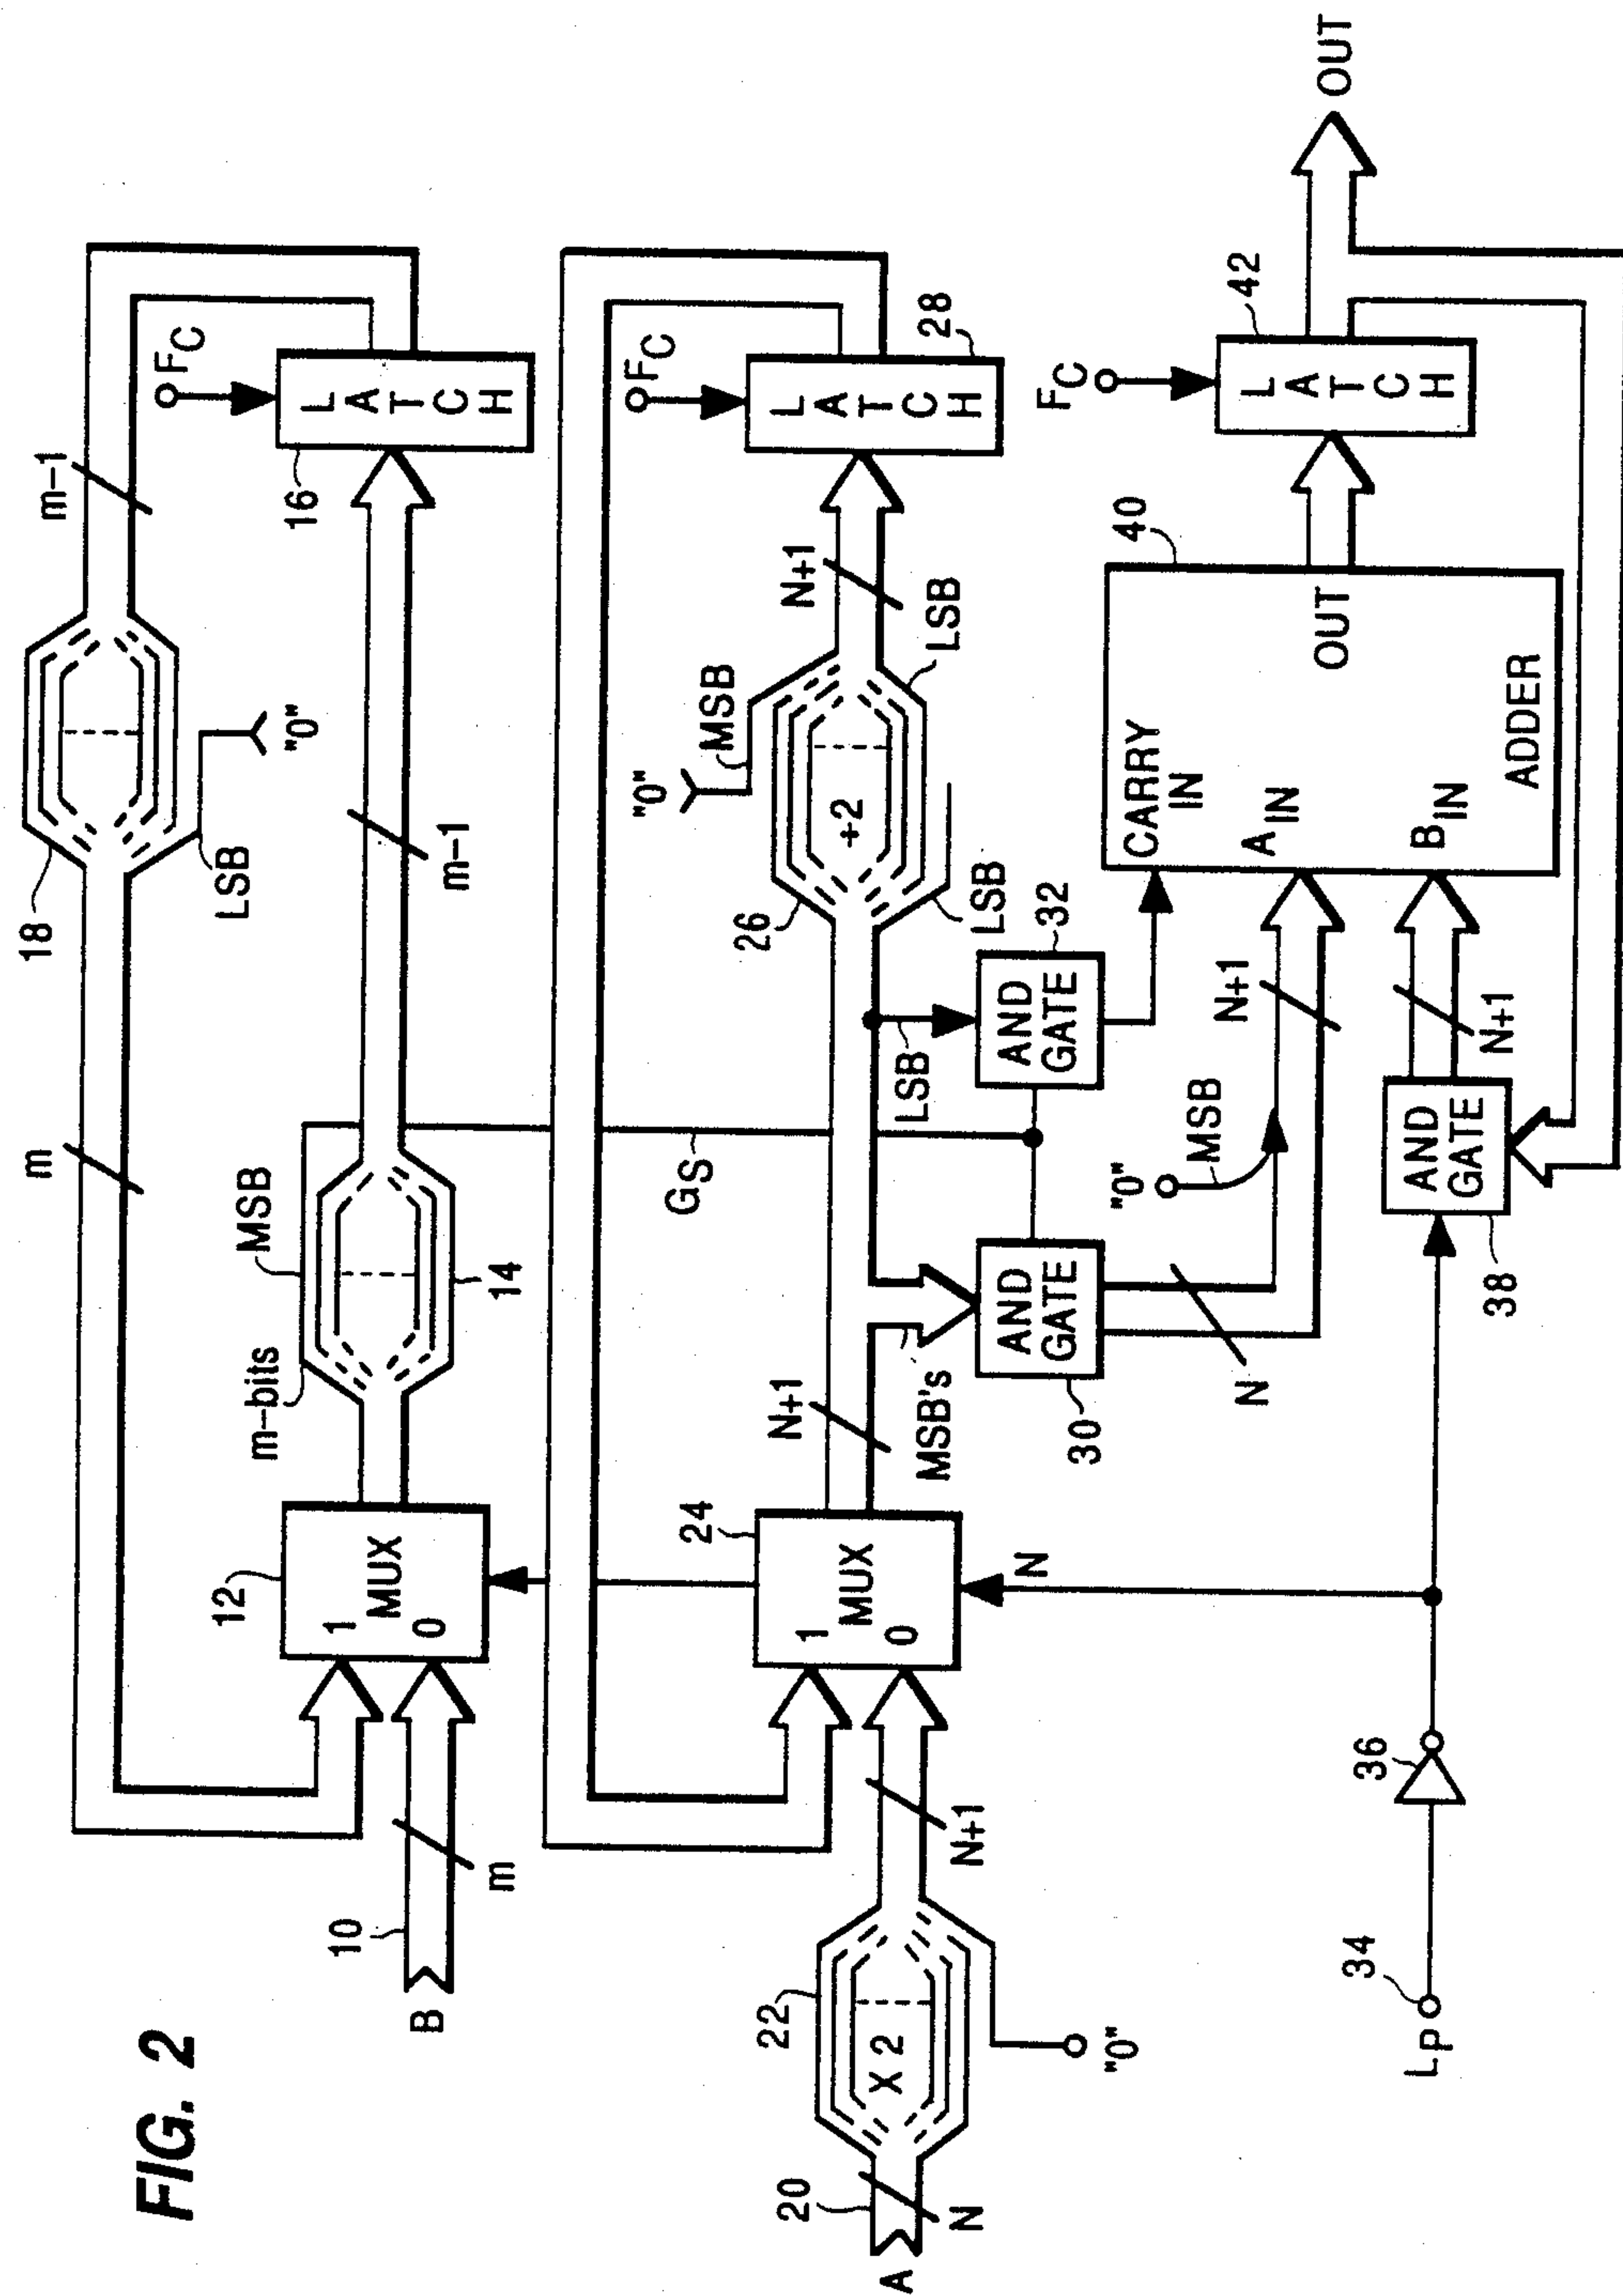 FIG. 2
m
m-1
18
LSB
"0"
FC
LATCH
16
B
10
m
12
1
MUX
0
m-bits
MSB
14
m-1
GS
A
20
N
X 2
22
"0"
N+1
24
1
MUX
0
N
N+1
MSB's
26
+2
LSB
"0"
MSB
LSB
N+1
FC
LATCH
28
LSB
AND
GATE
30
AND
GATE
32
N
"0"
MSB
N+1
LP
34
36
AND
GATE
38
N+1
CARRY
IN
A IN
B IN
OUT
ADDER
40
FC
LATCH
42
OUT